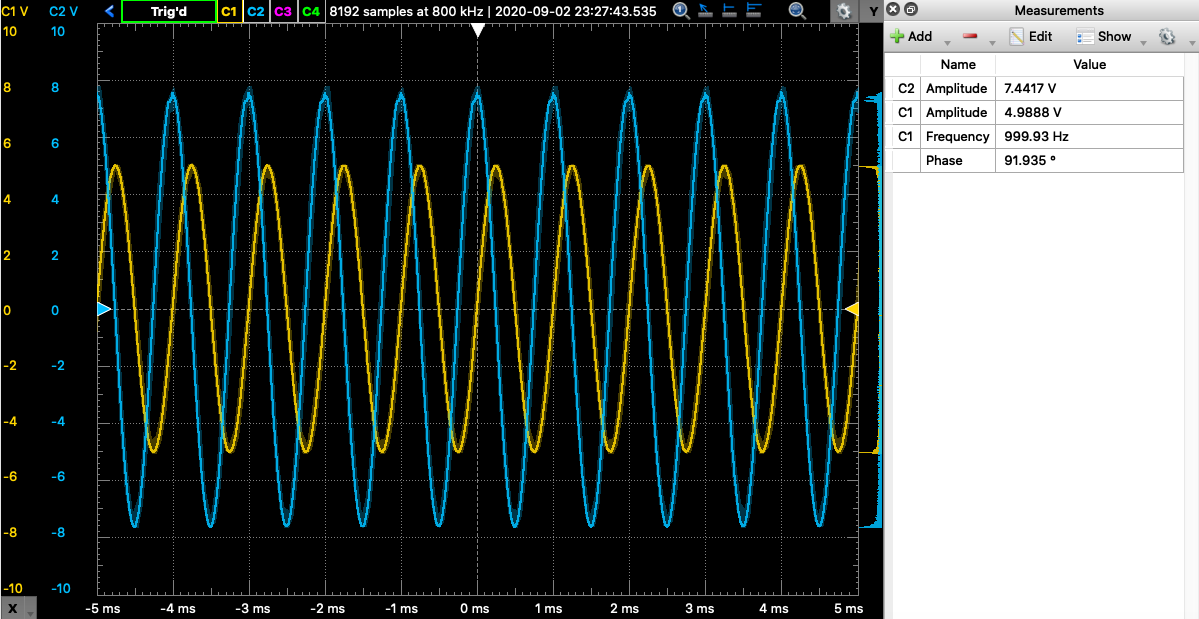 C1 V C2 V Trig'd C1 C2 C3 C4 8192 samples at 800 kHz | 2020-09-02 23:27:43.535 Y Measurements
10 10
Add Edit Show
Name Value
8 8
C2 Amplitude 7.4417 V
C1 Amplitude 4.9888 V
6 6
C1 Frequency 999.93 Hz
Phase 91.935 °
4 4
2 2
0 0
-2 -2
-4 -4
-6 -6
-8 -8
-10 -10
X -5 ms -4 ms -3 ms -2 ms -1 ms 0 ms 1 ms 2 ms 3 ms 4 ms 5 ms